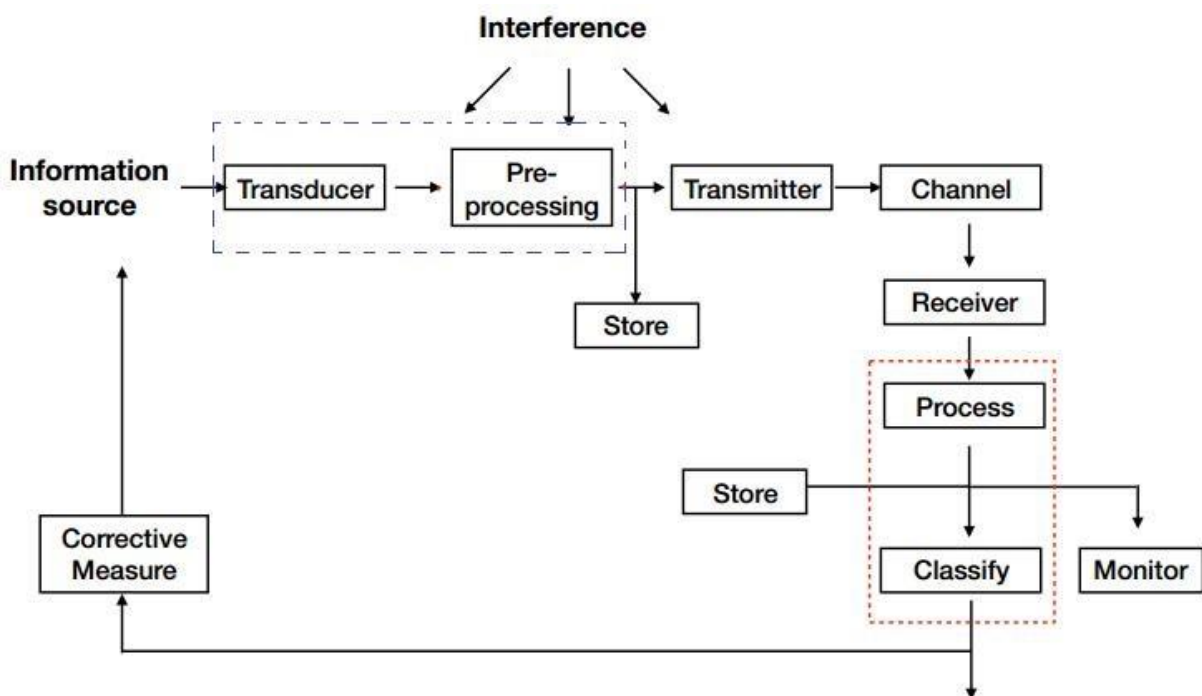 Interference
Information
source
Transducer
Pre-
processing
Transmitter
Channel
Receiver
Store
Process
Store
Classify
Monitor
Corrective
Measure